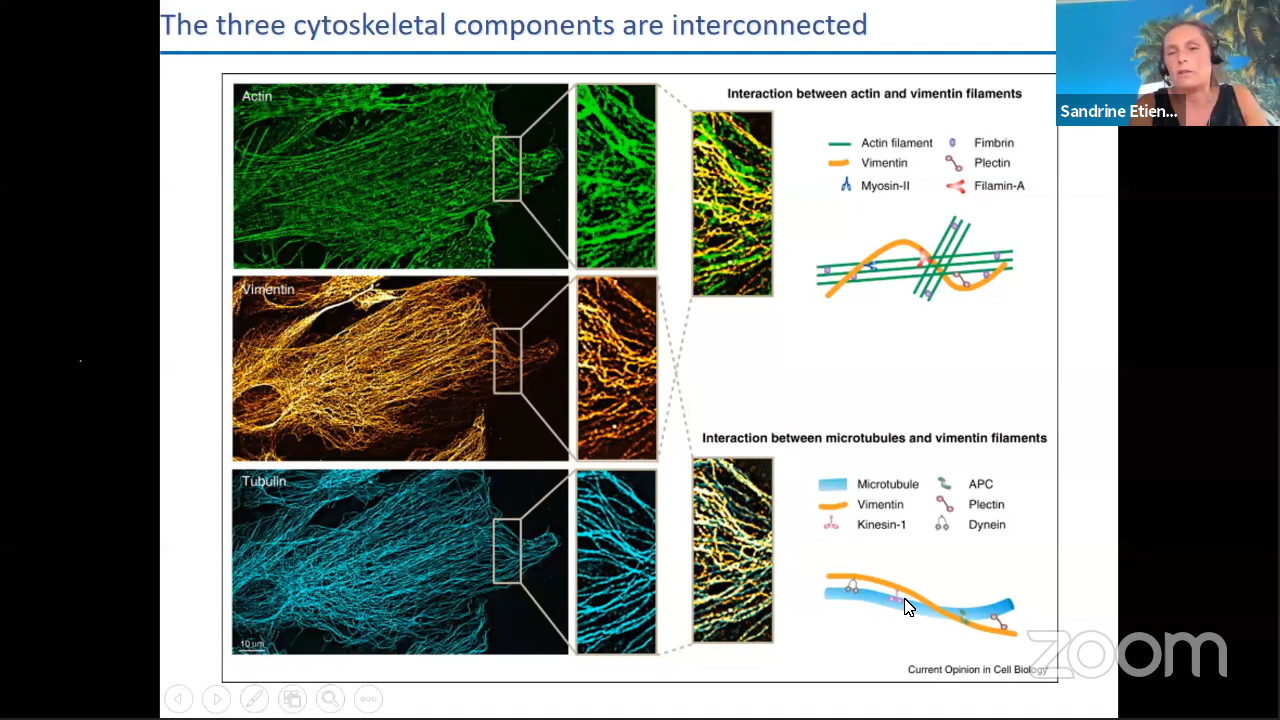 The three cytoskeletal components are interconnected
Sandrine Etien...
Actin
Vimentin
Tubulin
10 μm
Interaction between actin and vimentin filaments
Actin filament
Fimbrin
Vimentin
Plectin
Myosin-II
Filamin-A
Interaction between microtubules and vimentin filaments
Microtubule
APC
Vimentin
Plectin
Kinesin-1
Dynein
Current Opinion in Cell Biology
zoom